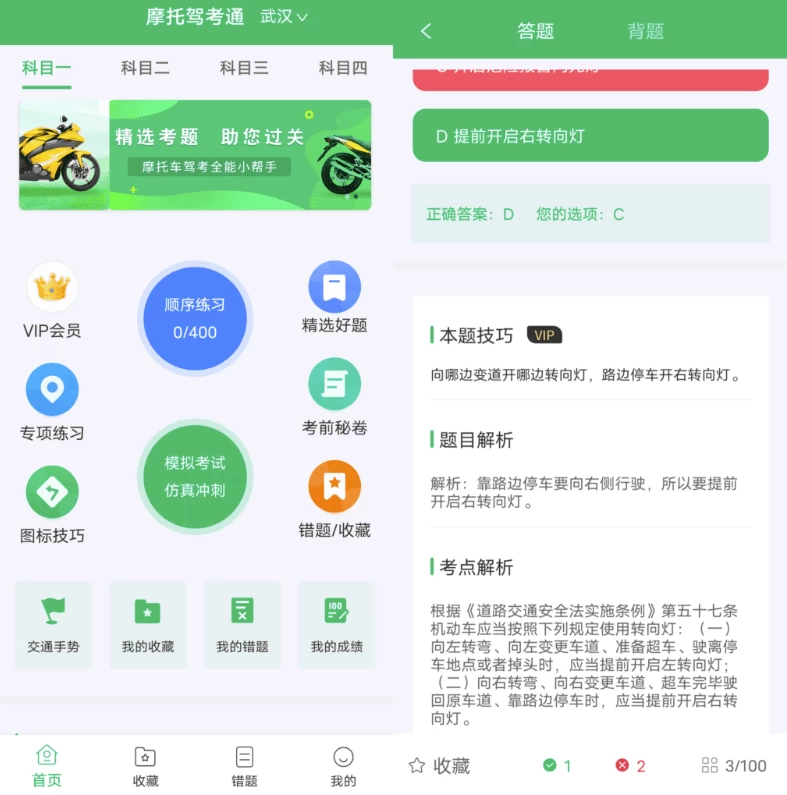 摩托驾考通 武汉
科目一 科目二 科目三 科目四
精选考题 助您过关
摩托车驾考全能小帮手
VIP会员
顺序练习
0/400
精选好题
专项练习
考前秘卷
模拟考试
仿真冲刺
图标技巧
错题/收藏
交通手势 我的收藏 我的错题 我的成绩
首页 收藏 错题 我的
答题 背题
D 提前开启右转向灯
正确答案：D 您的选项：C
本题技巧 VIP
向哪边变道开哪边转向灯，路边停车开右转向灯。
题目解析
解析：靠路边停车要向右侧行驶，所以要提前
开启右转向灯。
考点解析
根据《道路交通安全法实施条例》第五十七条
机动车应当按照下列规定使用转向灯：（一）
向左转弯、向左变更车道、准备超车、驶离停
车地点或者掉头时，应当提前开启左转向灯；
（二）向右转弯、向右变更车道、超车完毕驶
回原车道、靠路边停车时，应当提前开启右转
向灯。
收藏 1 2 3/100